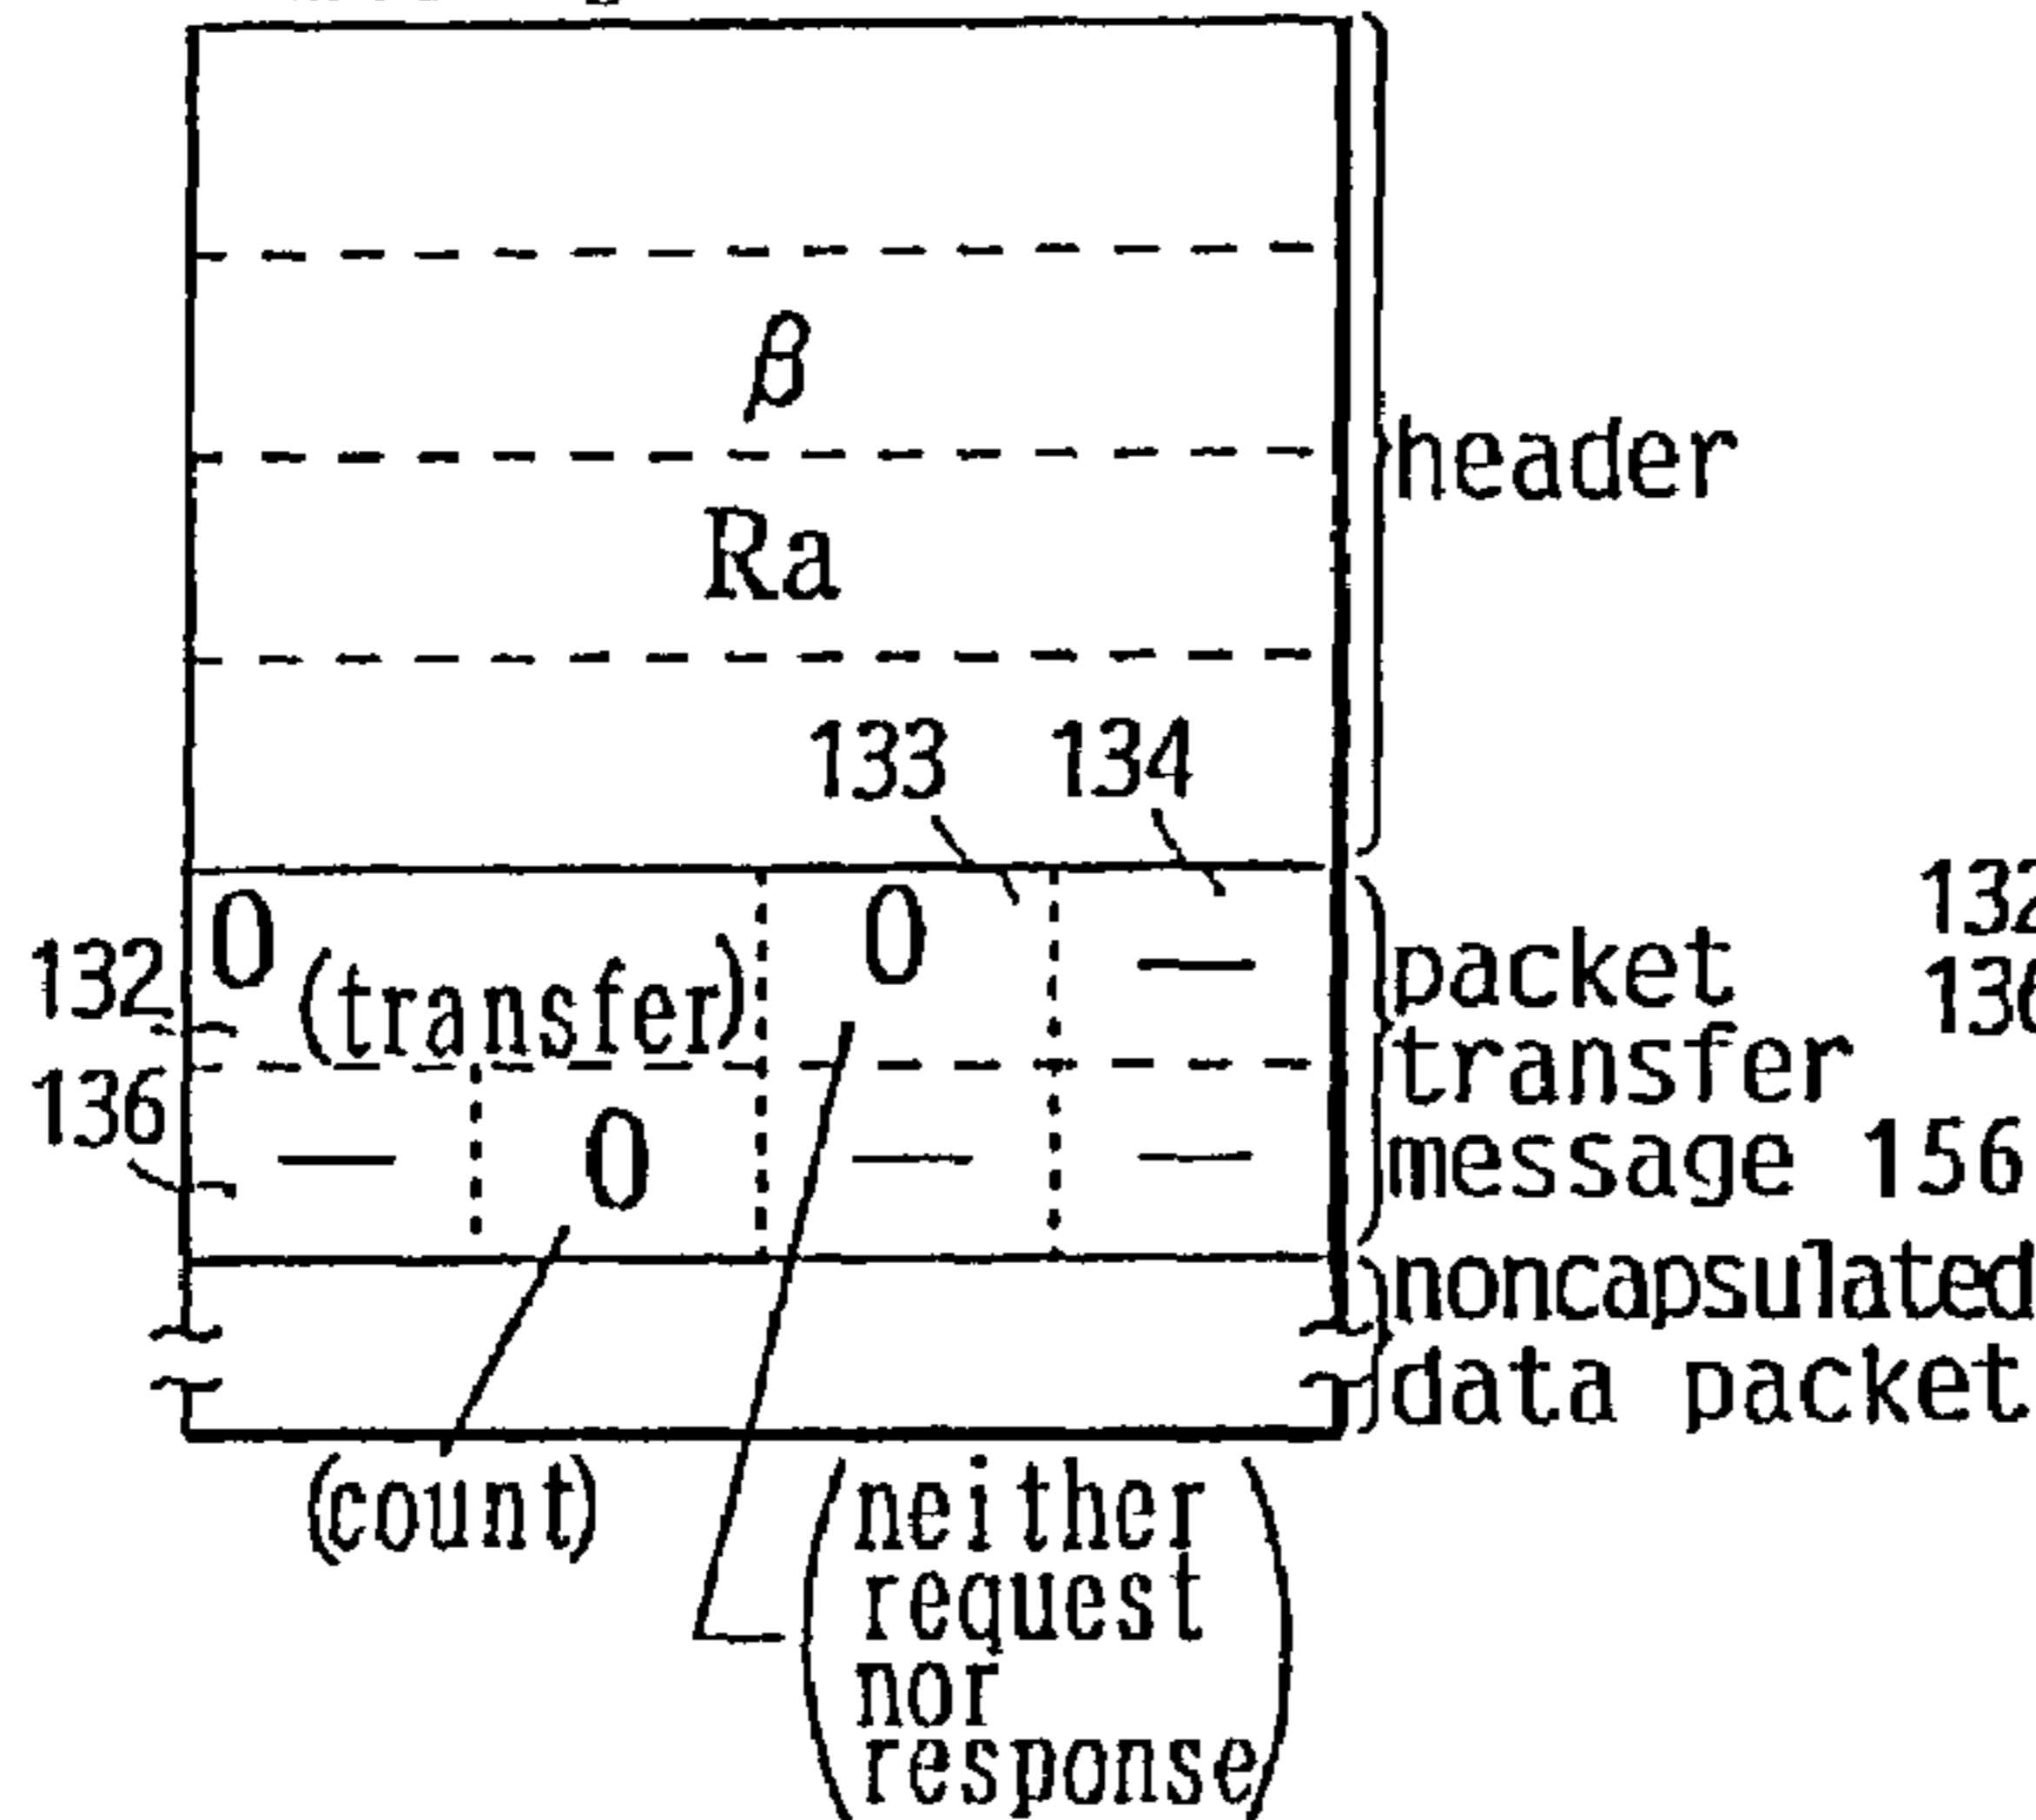 β
header
Ra
133 134
0 0 —
132 (transfer) packet
transfer
136 — 0 — — message 156
noncapsulated
data packet
(count) (neither
request
nor
response)